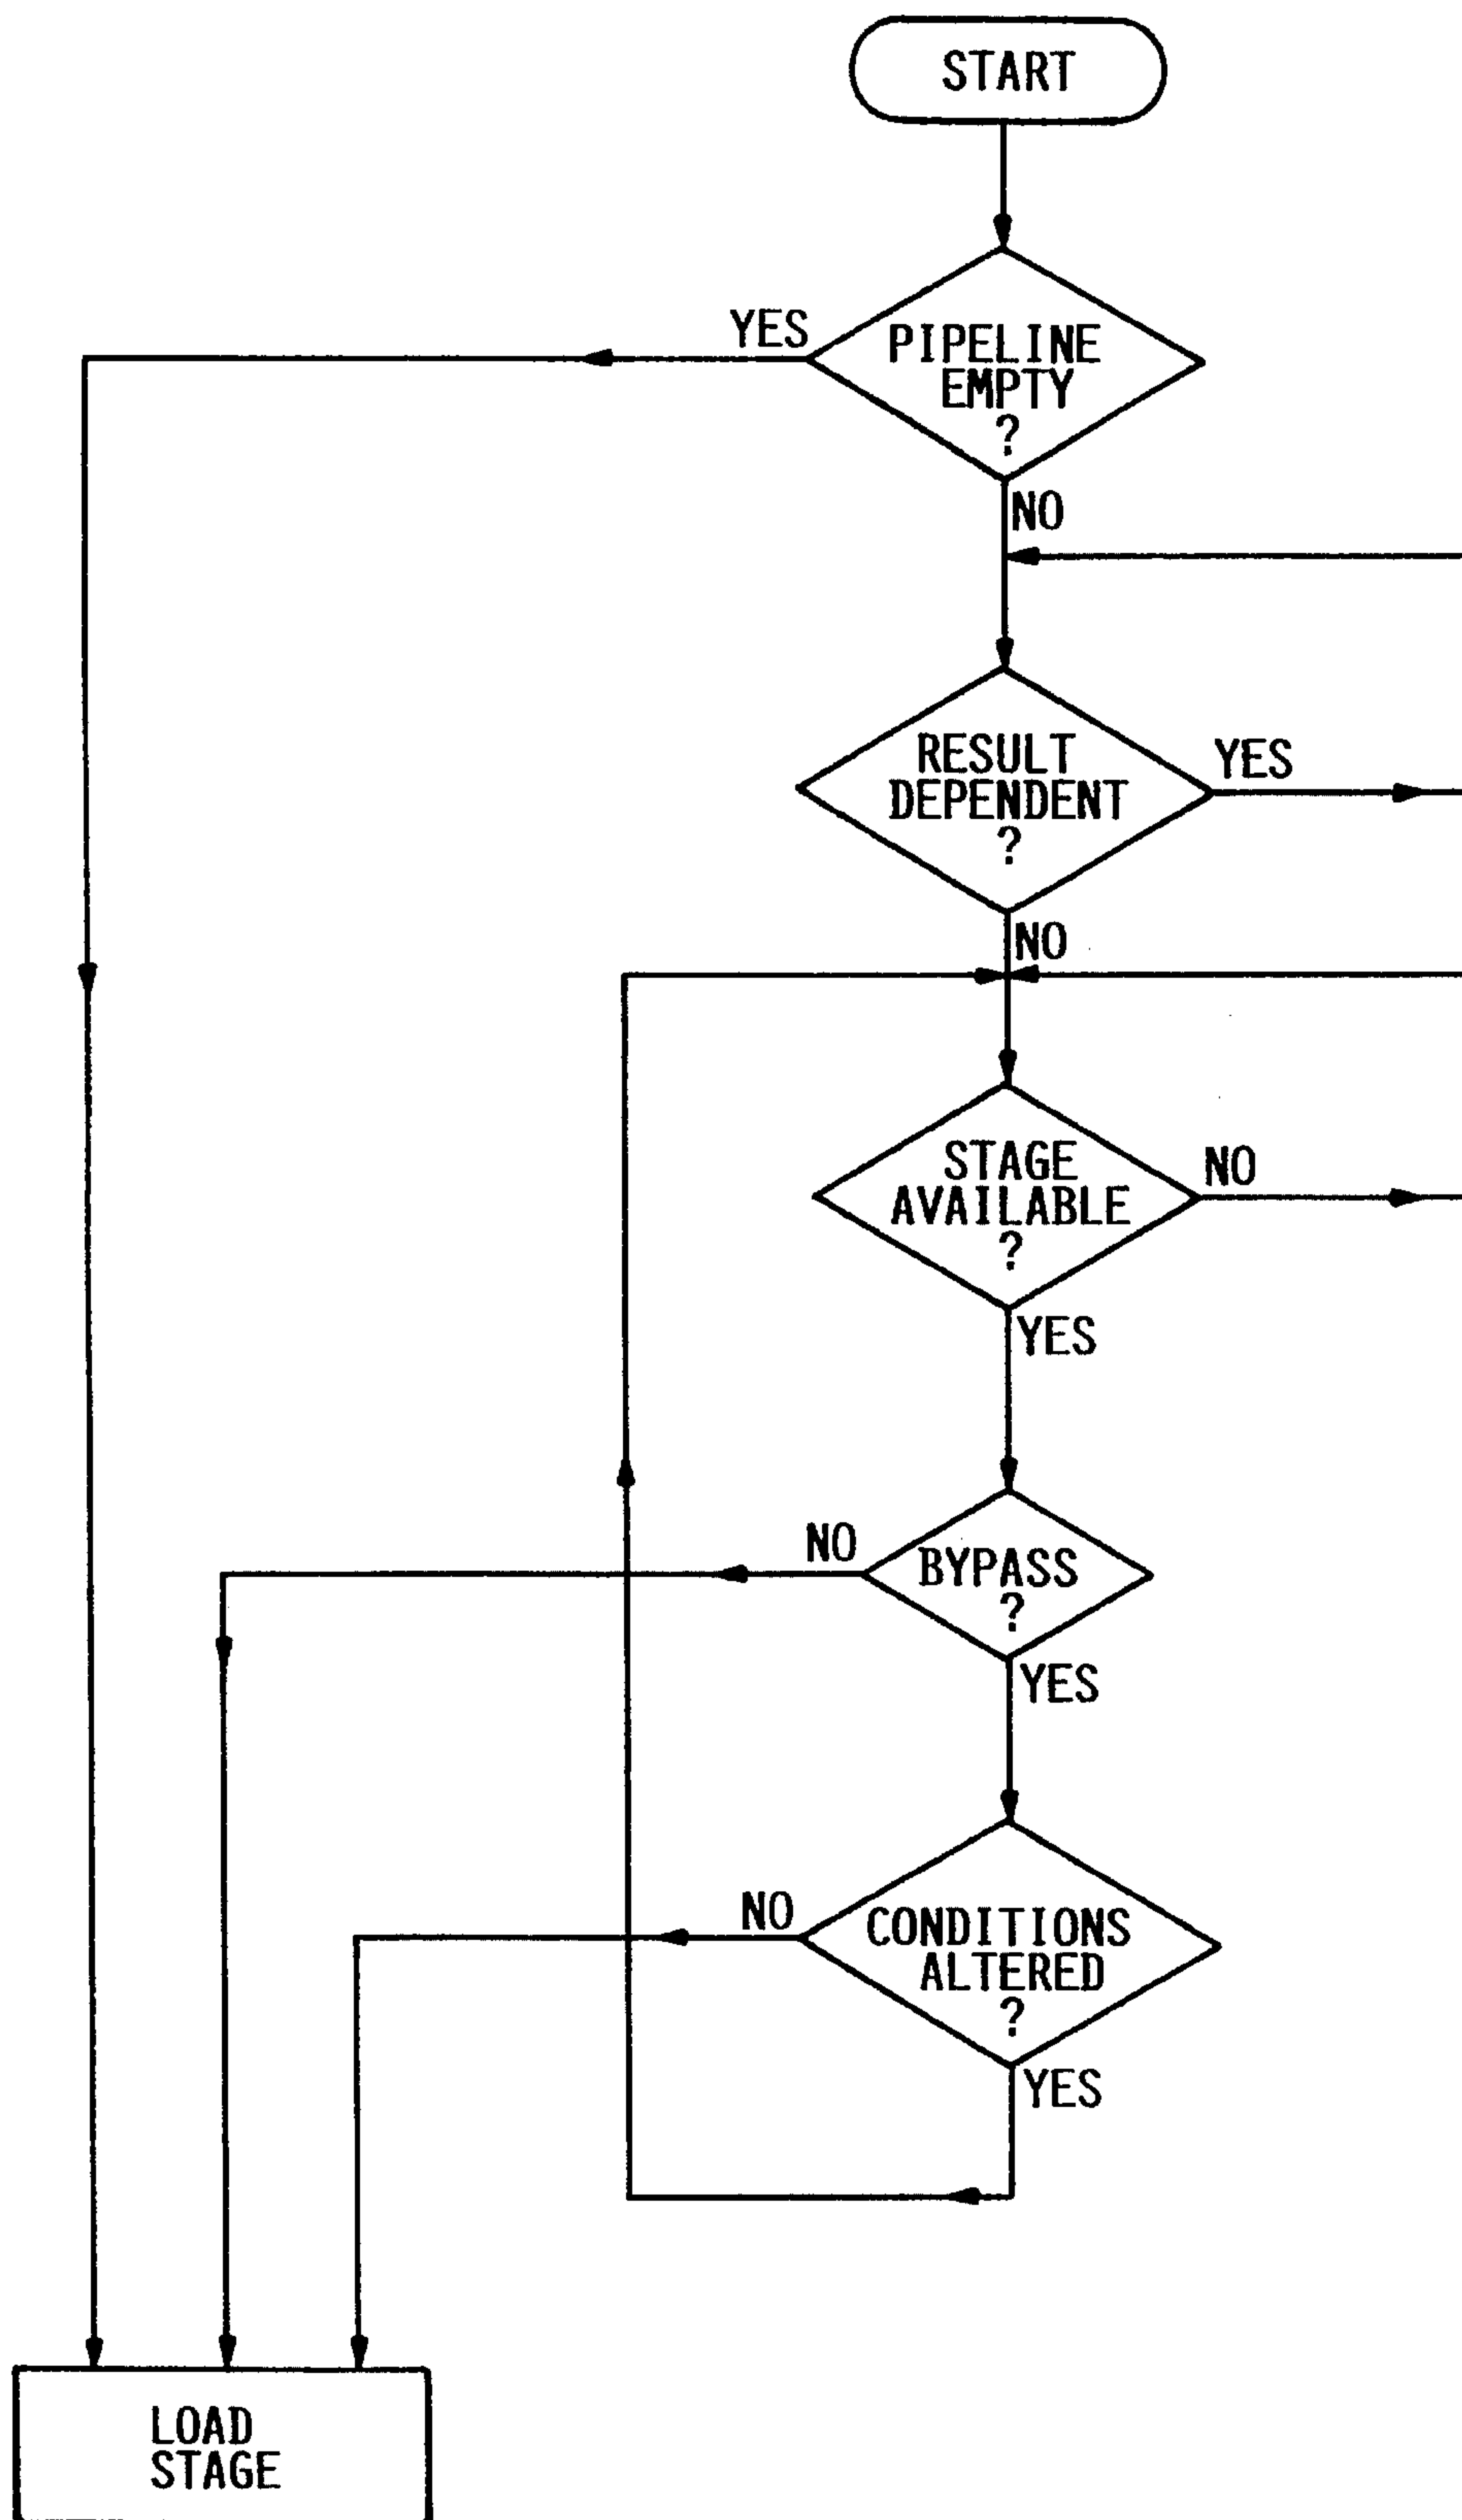 START
YES
PIPELINE
EMPTY
?
NO
RESULT
DEPENDENT
?
YES
NO
STAGE
AVAILABLE
?
NO
YES
NO
BYPASS
?
YES
NO
CONDITIONS
ALTERED
?
YES
LOAD
STAGE